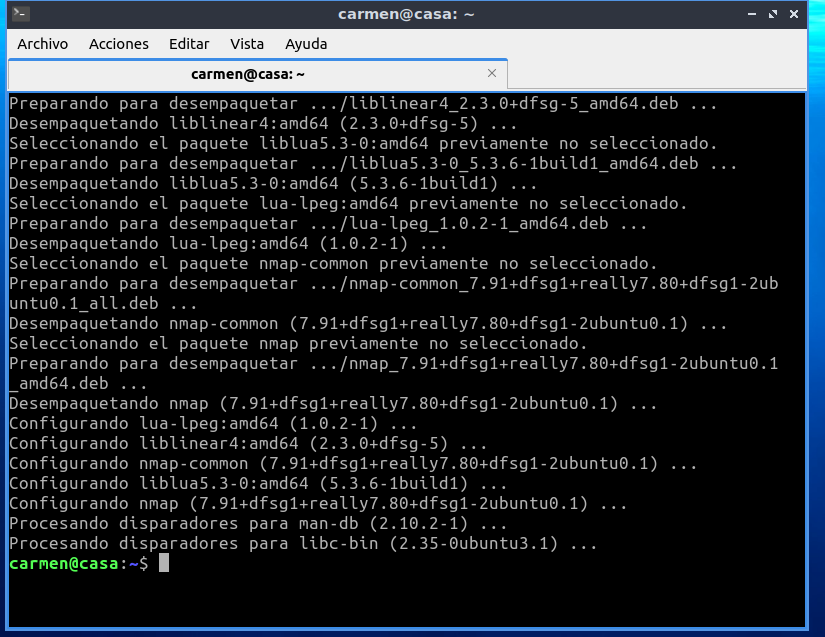 carmen@casa: ~
Archivo Acciones Editar Vista Ayuda
carmen@casa: ~
Preparando para desempaquetar .../liblinear4_2.3.0+dfsg-5_amd64.deb ...
Desempaquetando liblinear4:amd64 (2.3.0+dfsg-5) ...
Seleccionando el paquete liblua5.3-0:amd64 previamente no seleccionado.
Preparando para desempaquetar .../liblua5.3-0_5.3.6-1build1_amd64.deb ...
Desempaquetando liblua5.3-0:amd64 (5.3.6-1build1) ...
Seleccionando el paquete lua-lpeg:amd64 previamente no seleccionado.
Preparando para desempaquetar .../lua-lpeg_1.0.2-1_amd64.deb ...
Desempaquetando lua-lpeg:amd64 (1.0.2-1) ...
Seleccionando el paquete nmap-common previamente no seleccionado.
Preparando para desempaquetar .../nmap-common_7.91+dfsg1+really7.80+dfsg1-2ub
untu0.1_all.deb ...
Desempaquetando nmap-common (7.91+dfsg1+really7.80+dfsg1-2ubuntu0.1) ...
Seleccionando el paquete nmap previamente no seleccionado.
Preparando para desempaquetar .../nmap_7.91+dfsg1+really7.80+dfsg1-2ubuntu0.1
_amd64.deb ...
Desempaquetando nmap (7.91+dfsg1+really7.80+dfsg1-2ubuntu0.1) ...
Configurando lua-lpeg:amd64 (1.0.2-1) ...
Configurando liblinear4:amd64 (2.3.0+dfsg-5) ...
Configurando nmap-common (7.91+dfsg1+really7.80+dfsg1-2ubuntu0.1) ...
Configurando liblua5.3-0:amd64 (5.3.6-1build1) ...
Configurando nmap (7.91+dfsg1+really7.80+dfsg1-2ubuntu0.1) ...
Procesando disparadores para man-db (2.10.2-1) ...
Procesando disparadores para libc-bin (2.35-0ubuntu3.1) ...
carmen@casa:~$